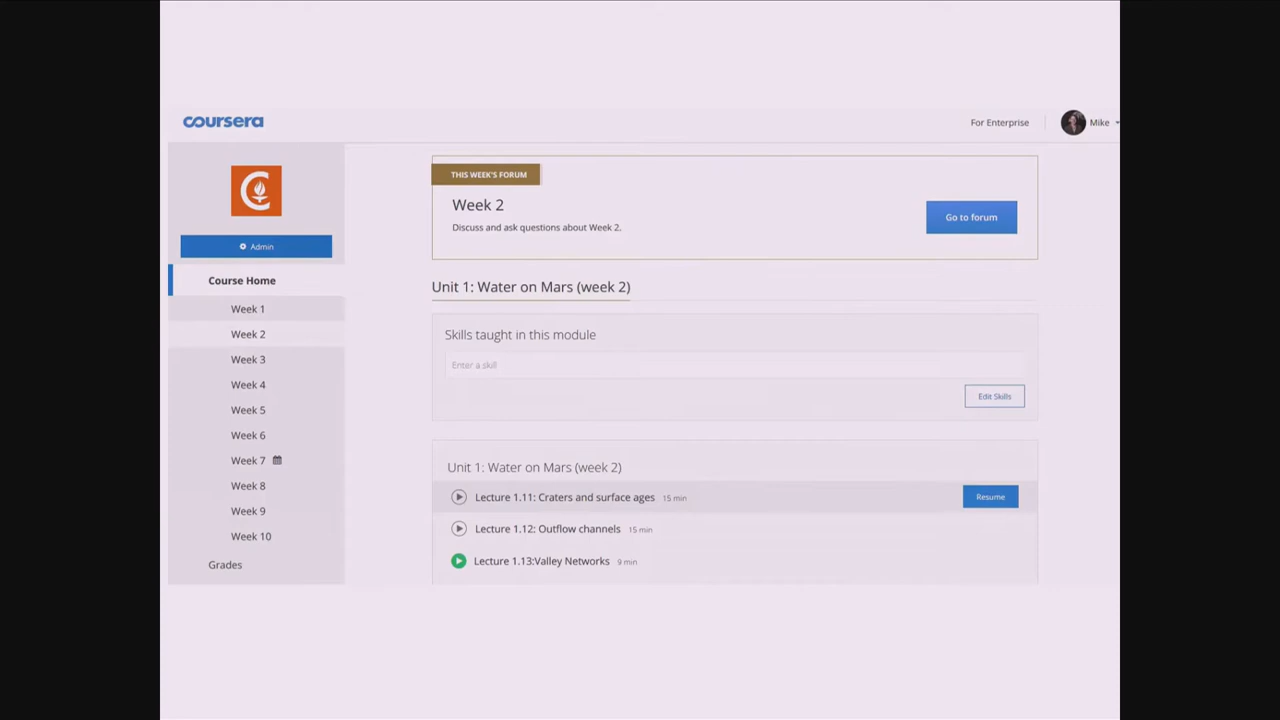 coursera
For Enterprise
Mike
Admin
Course Home
Week 1
Week 2
Week 3
Week 4
Week 5
Week 6
Week 7
Week 8
Week 9
Week 10
Grades
THIS WEEK'S FORUM
Week 2
Discuss and ask questions about Week 2.
Go to forum
Unit 1: Water on Mars (week 2)
Skills taught in this module
Enter a skill
Edit Skills
Unit 1: Water on Mars (week 2)
Lecture 1.11: Craters and surface ages 15 min
Resume
Lecture 1.12: Outflow channels 15 min
Lecture 1.13:Valley Networks 9 min